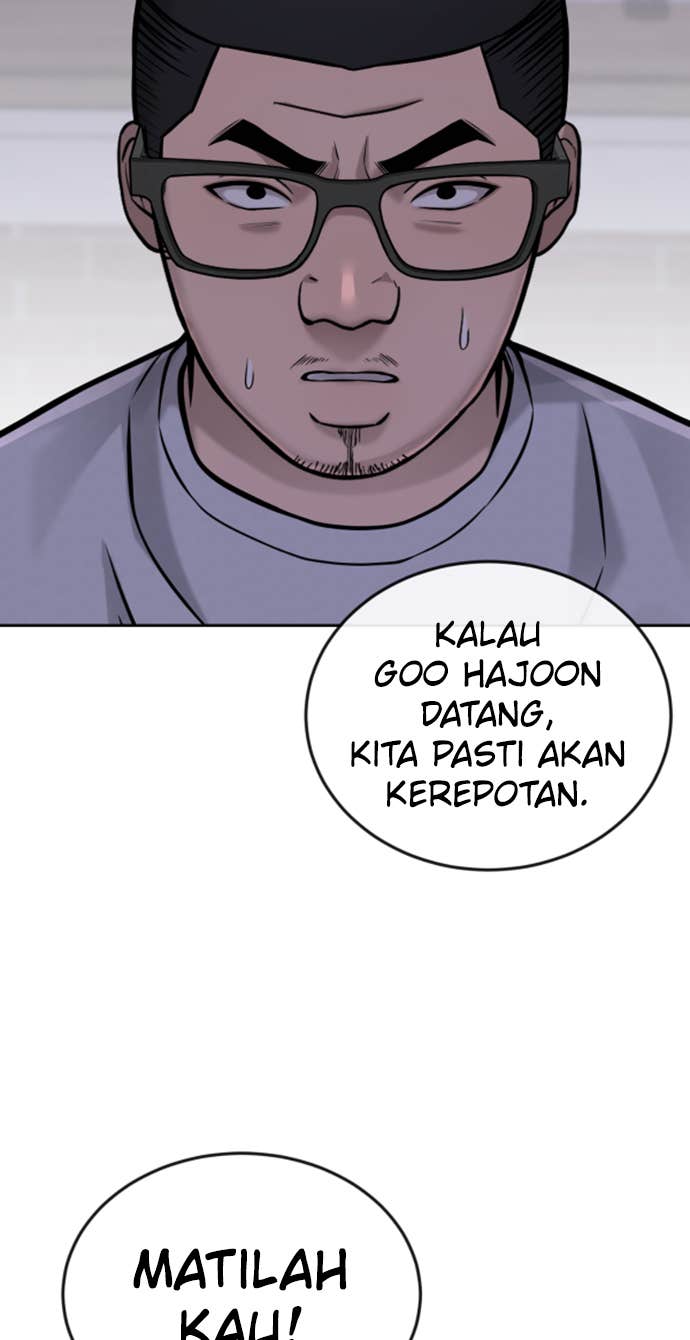 KALAU
GOO HAJOON
DATANG,
KITA PASTI AKAN
KEREPOTAN.
MATILAH
KAU!